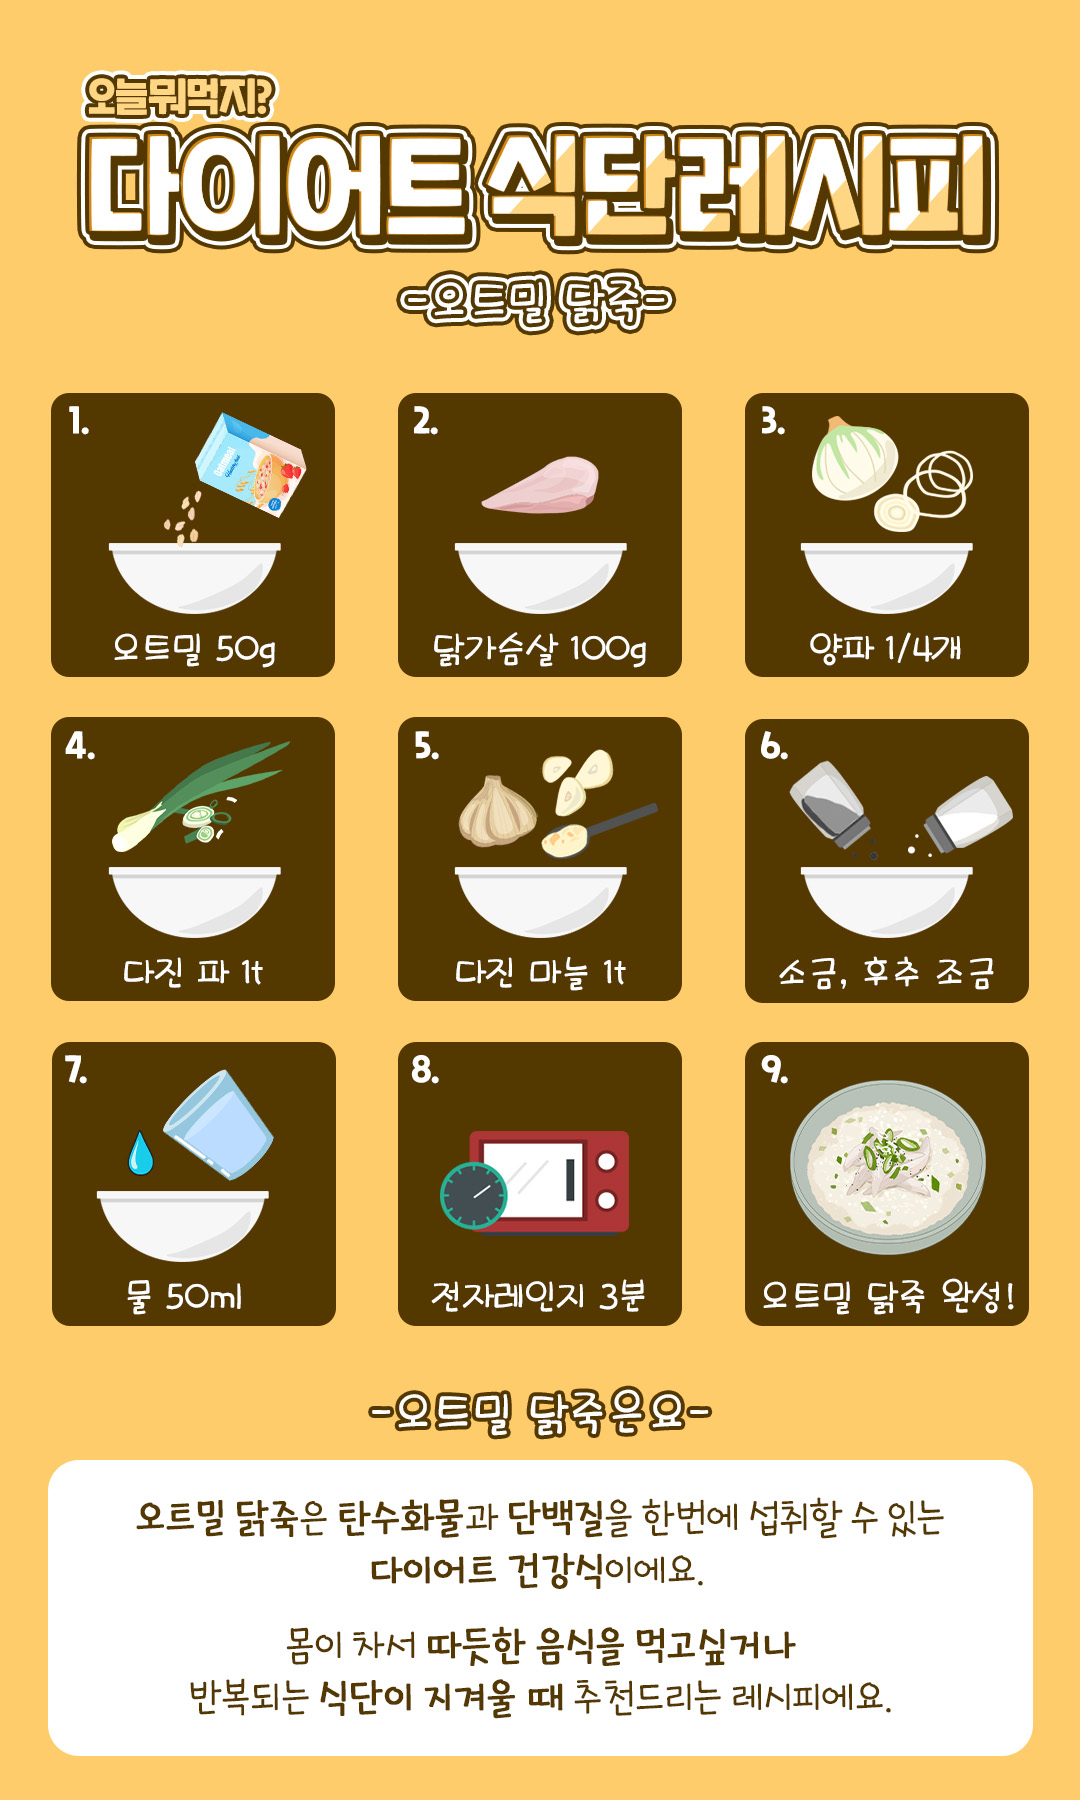 오늘뭐먹지?
다이어트 식단레시피
-오트밀 닭죽-
1.
오트밀 50g
2.
닭가슴살 100g
3.
양파 1/4개
4.
다진 파 1t
5.
다진 마늘 1t
6.
소금, 후추 조금
7.
물 50ml
8.
전자레인지 3분
9.
오트밀 닭죽 완성!
-오트밀 닭죽은요-
오트밀 닭죽은 탄수화물과 단백질을 한번에 섭취할 수 있는
다이어트 건강식이에요.
몸이 차서 따듯한 음식을 먹고싶거나
반복되는 식단이 지겨울 때 추천드리는 레시피에요.